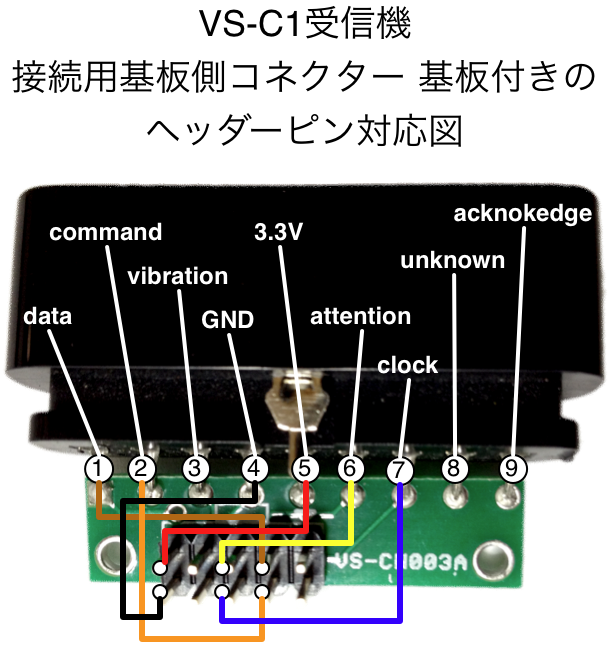 VS-C1受信機
接続用基板側コネクター 基板付きの
ヘッダーピン対応図
acknokedge
command
3.3V
unknown
vibration
data
GND
attention
clock
1 2 3 4 5 6 7 8 9
VS-CN003A